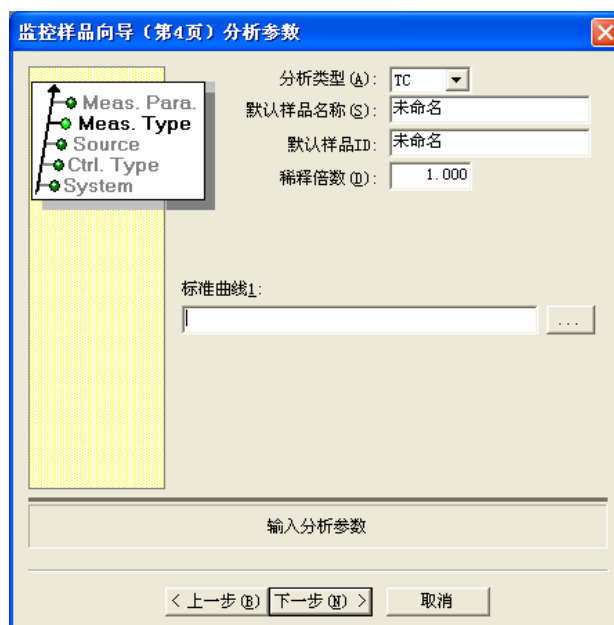 监控样品向导（第4页）分析参数
Meas. Para.
Meas. Type
Source
Ctrl. Type
System
分析类型(A): TC
默认样品名称(S): 未命名
默认样品ID: 未命名
稀释倍数(D): 1.000
标准曲线1:
...
输入分析参数
< 上一步(B) 下一步(N) > 取消